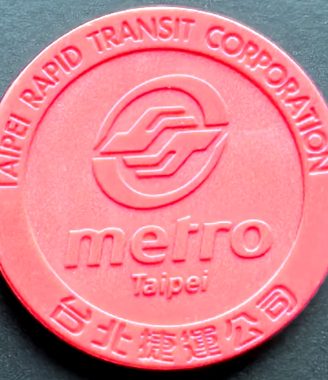 TAIPEI RAPID TRANSIT CORPORATION
metro
Taipei
台北捷運公司